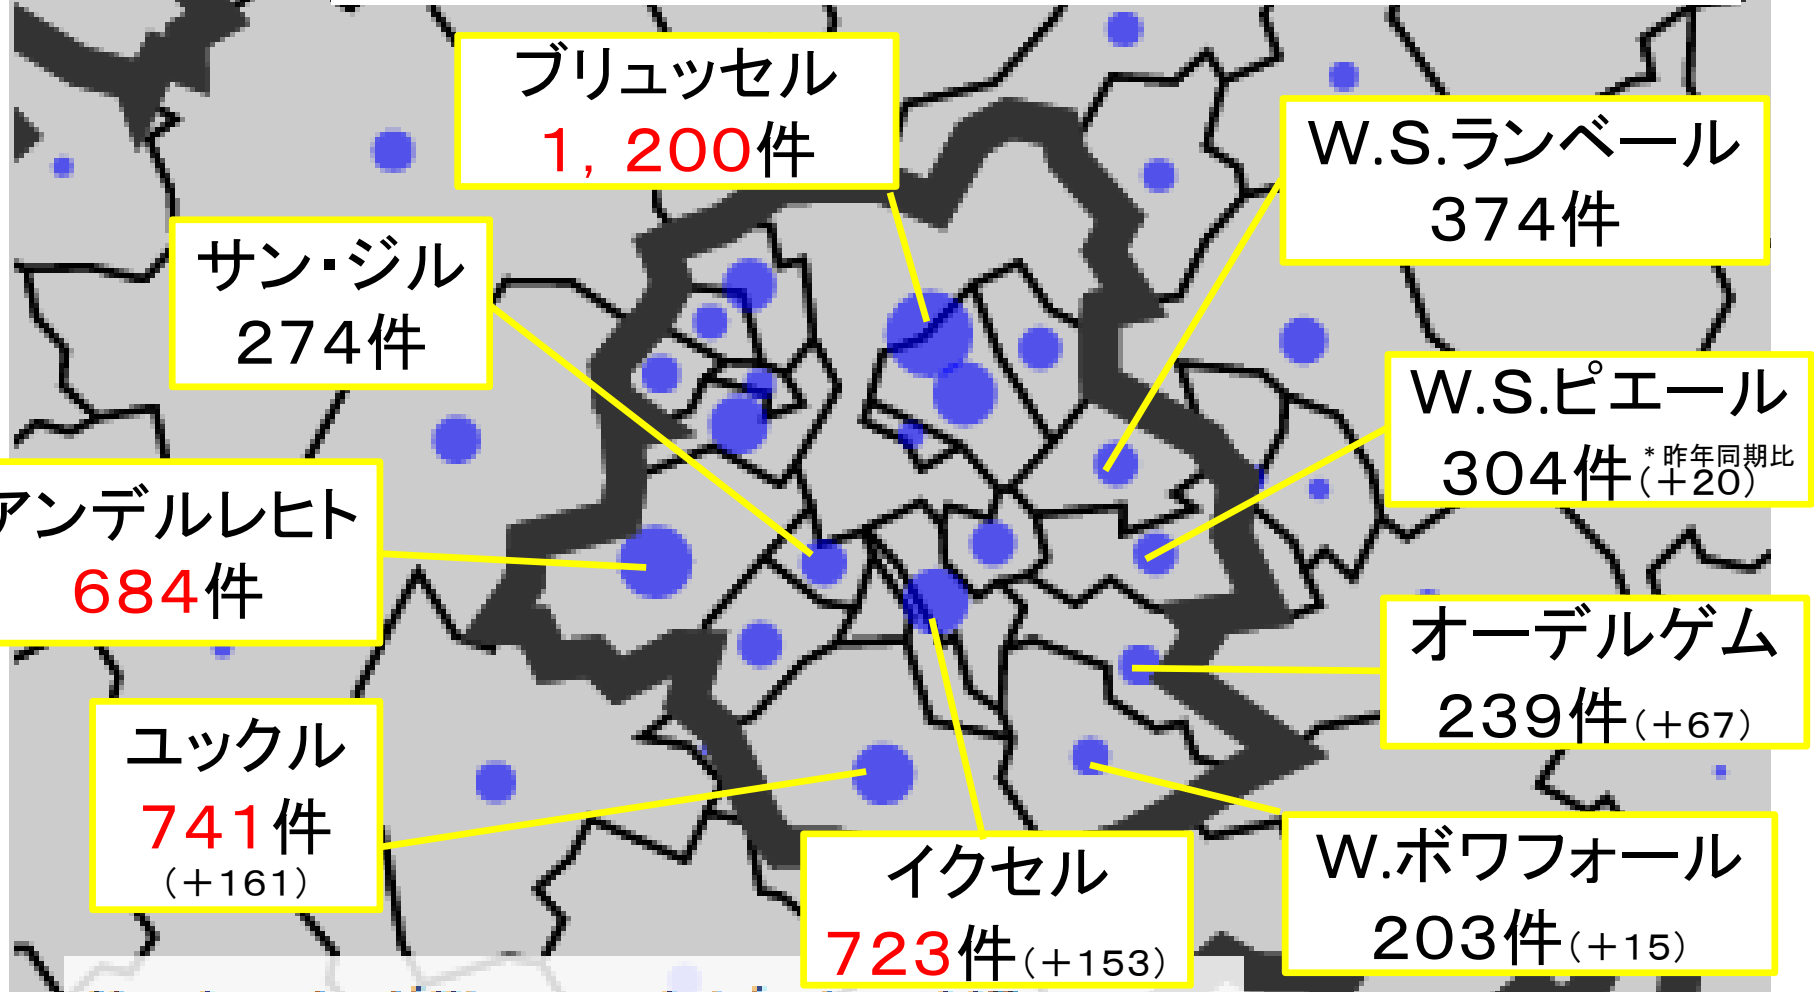 ブリュッセル
1, 200件
W.S.ランベール
374件
サン・ジル
274件
W.S.ピエール
304件 *昨年同期比
(+20)
アンデルレヒト
684件
オーデルゲム
239件(+67)
ユックル
741件
(+161)
イクセル
723件(+153)
W.ボワフォール
203件(+15)